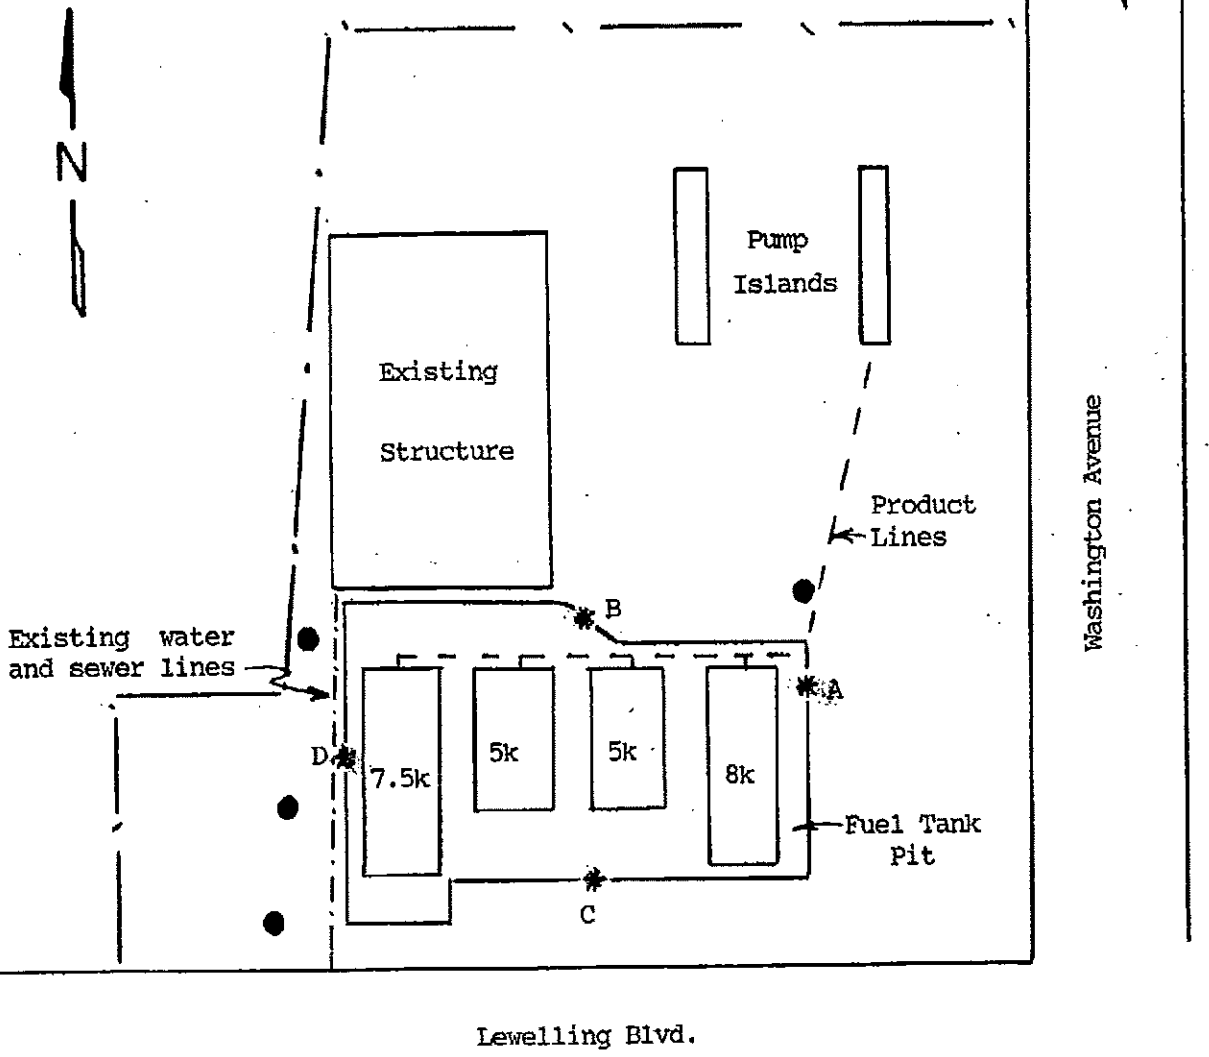 N
Pump
Islands
Existing
Structure
Washington Avenue
Product
Lines
B
Existing water
and sewer lines
A
D
7.5k
5k
5k
8k
Fuel Tank
Pit
C
Lewelling Blvd.